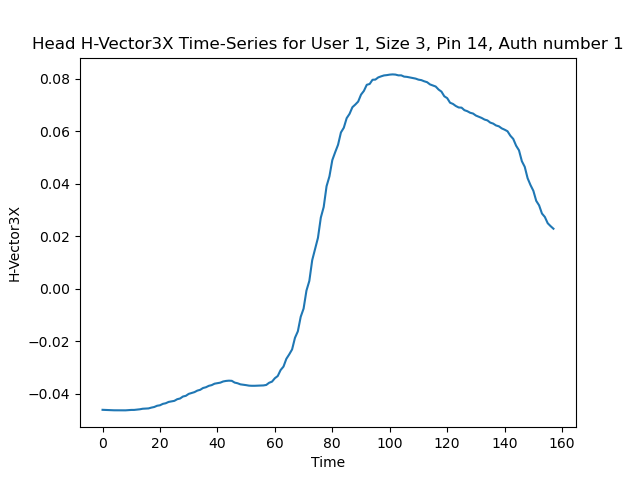 Head H-Vector3X Time-Series for User 1, Size 3, Pin 14, Auth number 1
H-Vector3X
0.08
0.06
0.04
0.02
0.00
−0.02
−0.04
0 20 40 60 80 100 120 140 160
Time